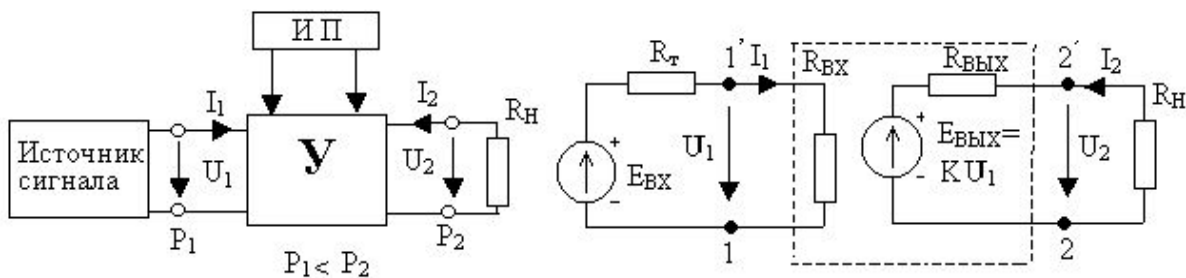 ИП
Источник
сигнала
I₁
U₁
P₁
У
I₂
U₂
P₂
RН
P₁< P₂
Rт
1'
I₁
RВХ
EВХ
U₁
1
RВЫХ
EВЫХ=
KU₁
2'
I₂
U₂
RН
2
+
-
+
-